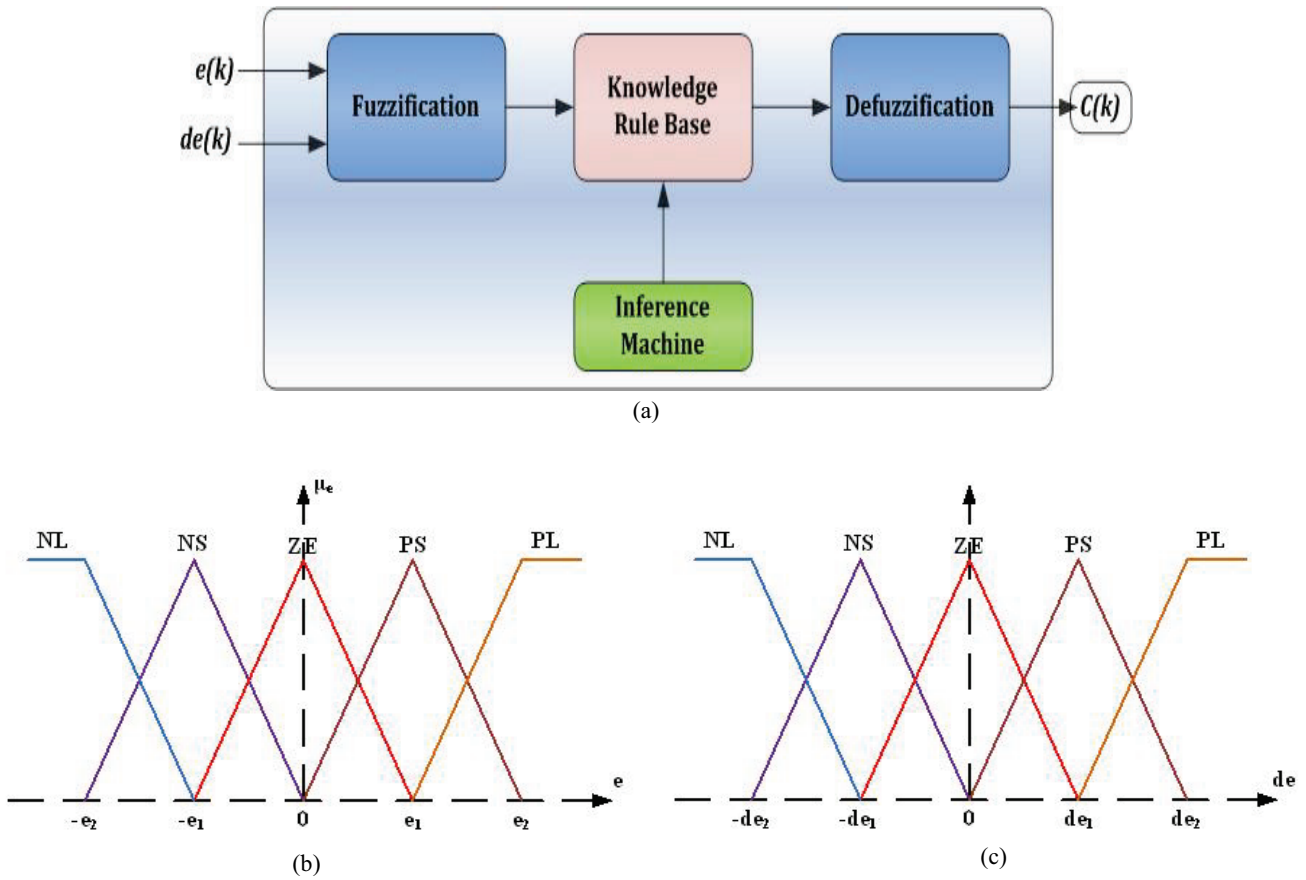 e(k)
de(k)
Fuzzification
Knowledge
Rule Base
Defuzzification
C(k)
Inference
Machine
(a)
μₑ
NL NS ZE PS PL
e
-e₂ -e₁ 0 e₁ e₂
(b)
NL NS ZE PS PL
de
-de₂ -de₁ 0 de₁ de₂
(c)